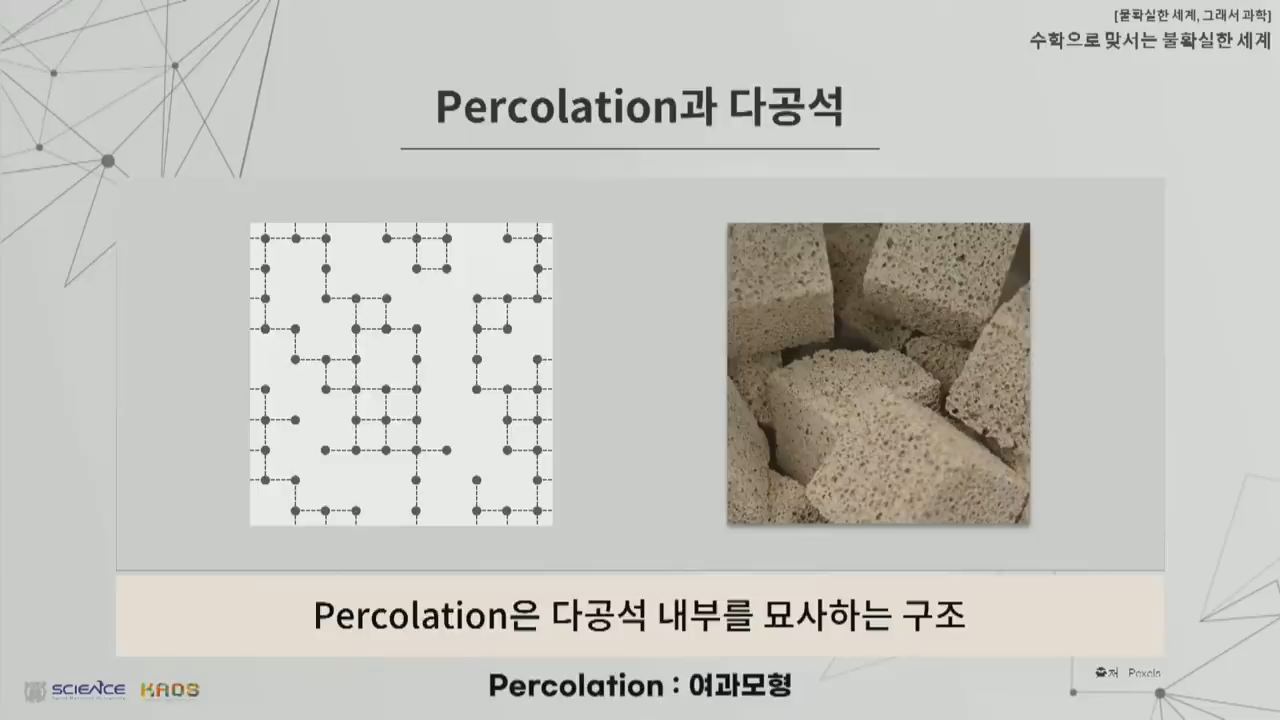 [불확실한 세계, 그래서 과학]
수학으로 맞서는 불확실한 세계
Percolation과 다공석
Percolation은 다공석 내부를 묘사하는 구조
출처 Pexels
SCIENCE KAOS
Percolation : 여과모형